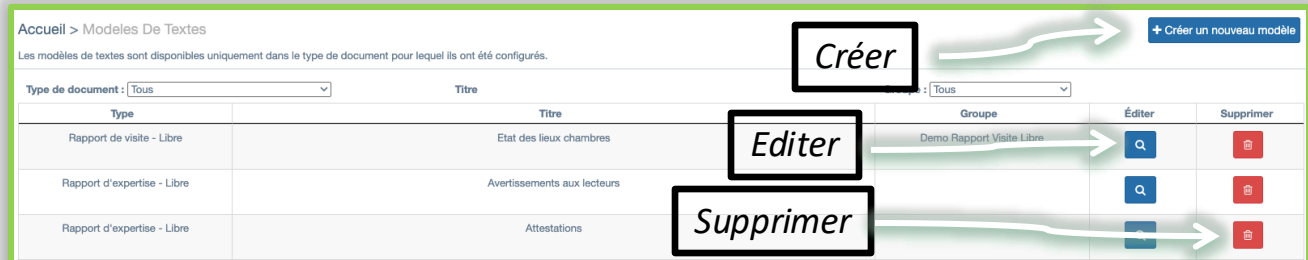 Accueil > Modeles De Textes
+ Créer un nouveau modèle
Créer
Les modèles de textes sont disponibles uniquement dans le type de document pour lequel ils ont été configurés.
Type de document : Tous
Titre
Groupe : Tous
Type Titre Groupe Éditer Supprimer
Rapport de visite - Libre Etat des lieux chambres Demo Rapport Visite Libre
Editer
Rapport d'expertise - Libre Avertissements aux lecteurs
Supprimer
Rapport d'expertise - Libre Attestations